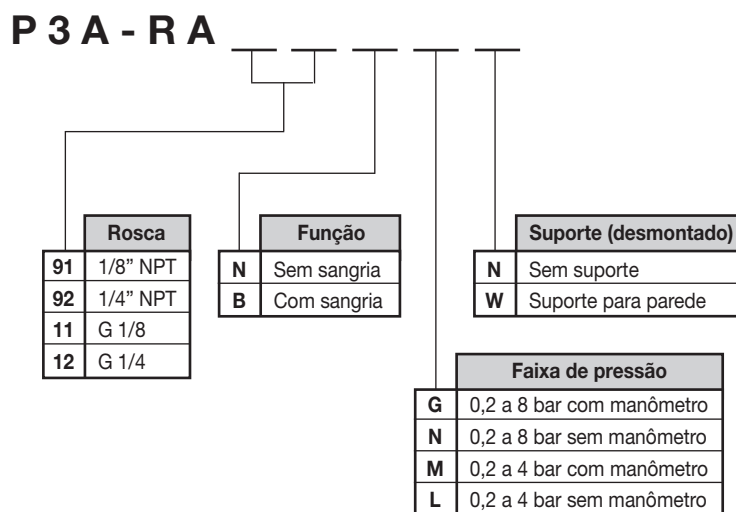 P3A-RA
Rosca
91 1/8” NPT
92 1/4” NPT
11 G 1/8
12 G 1/4
Função
N Sem sangria
B Com sangria
Suporte (desmontado)
N Sem suporte
W Suporte para parede
Faixa de pressão
G 0,2 a 8 bar com manômetro
N 0,2 a 8 bar sem manômetro
M 0,2 a 4 bar com manômetro
L 0,2 a 4 bar sem manômetro